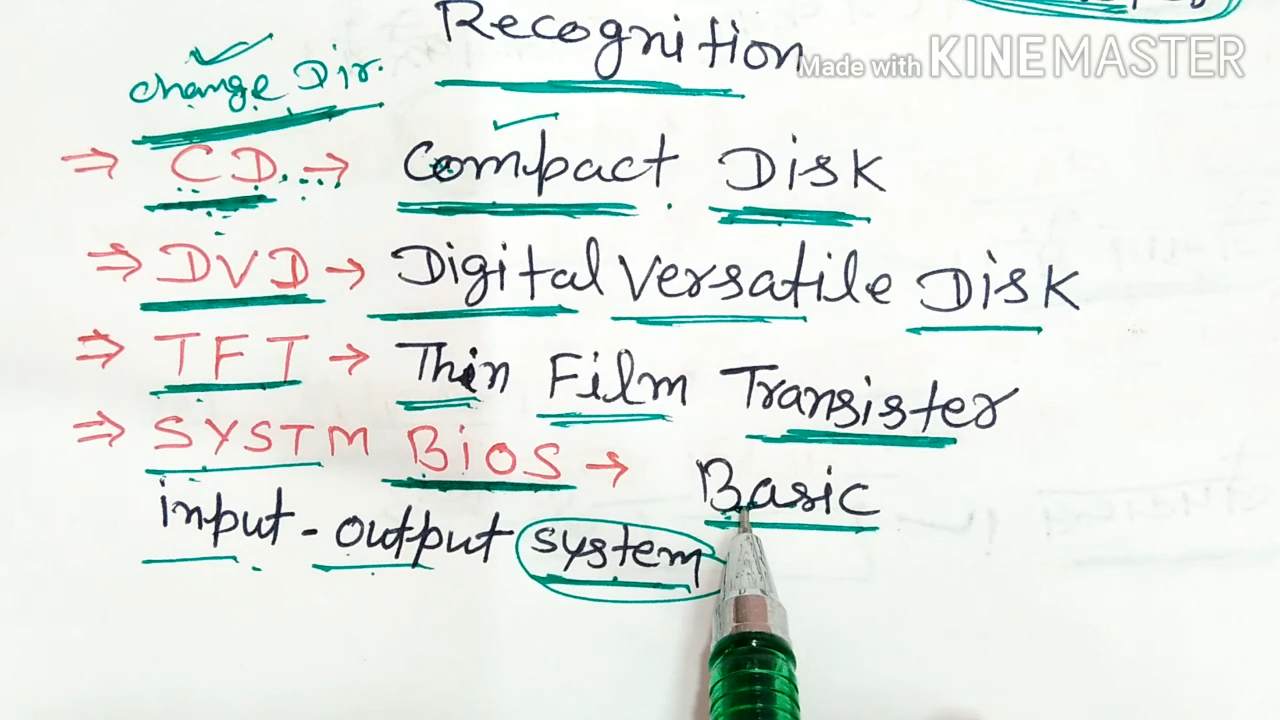 Recognition
Made with KINEMASTER
change Dir.
⇒ CD → Compact Disk
⇒ DVD → Digital Versatile Disk
⇒ TFT → Thin Film Transister
⇒ SYSTM BiOS → Basic
input - output system